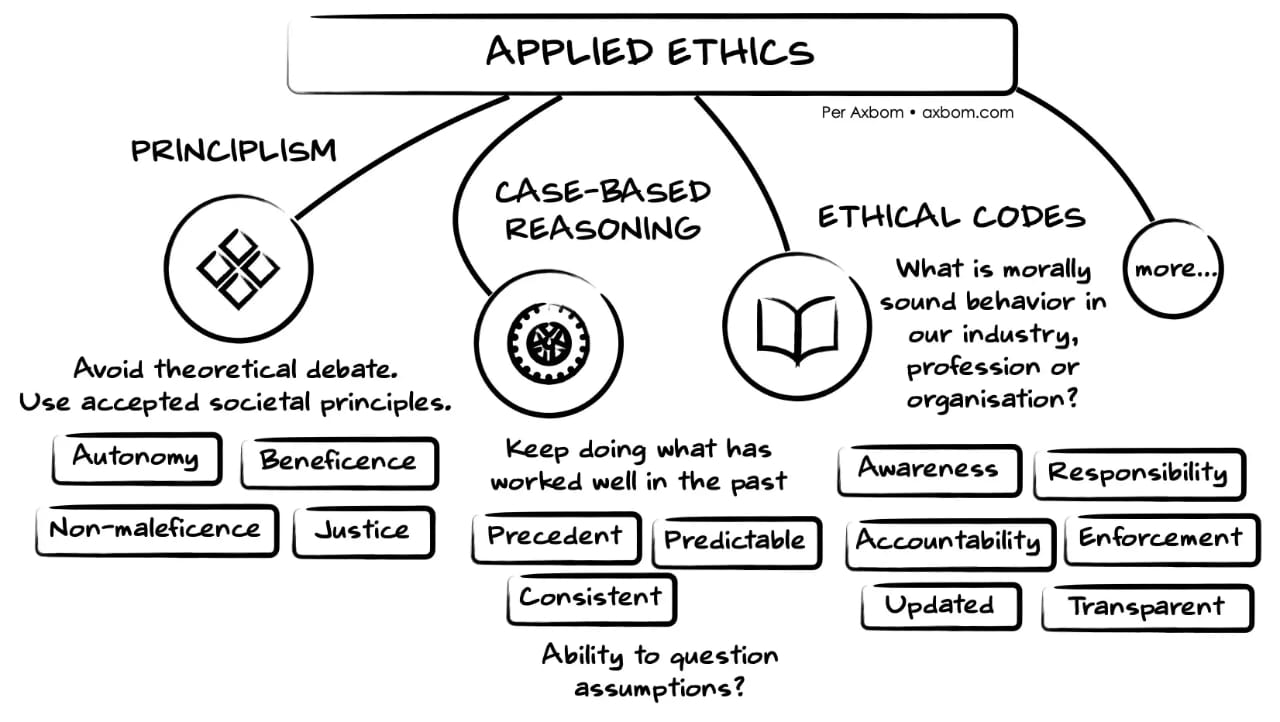 APPLIED ETHICS
Per Axbom • axbom.com
PRINCIPLISM
Avoid theoretical debate.
Use accepted societal principles.
Autonomy
Beneficence
Non-maleficence
Justice
CASE-BASED
REASONING
Keep doing what has
worked well in the past
Precedent
Predictable
Consistent
Ability to question
assumptions?
ETHICAL CODES
What is morally
sound behavior in
our industry,
profession or
organisation?
Awareness
Responsibility
Accountability
Enforcement
Updated
Transparent
more...